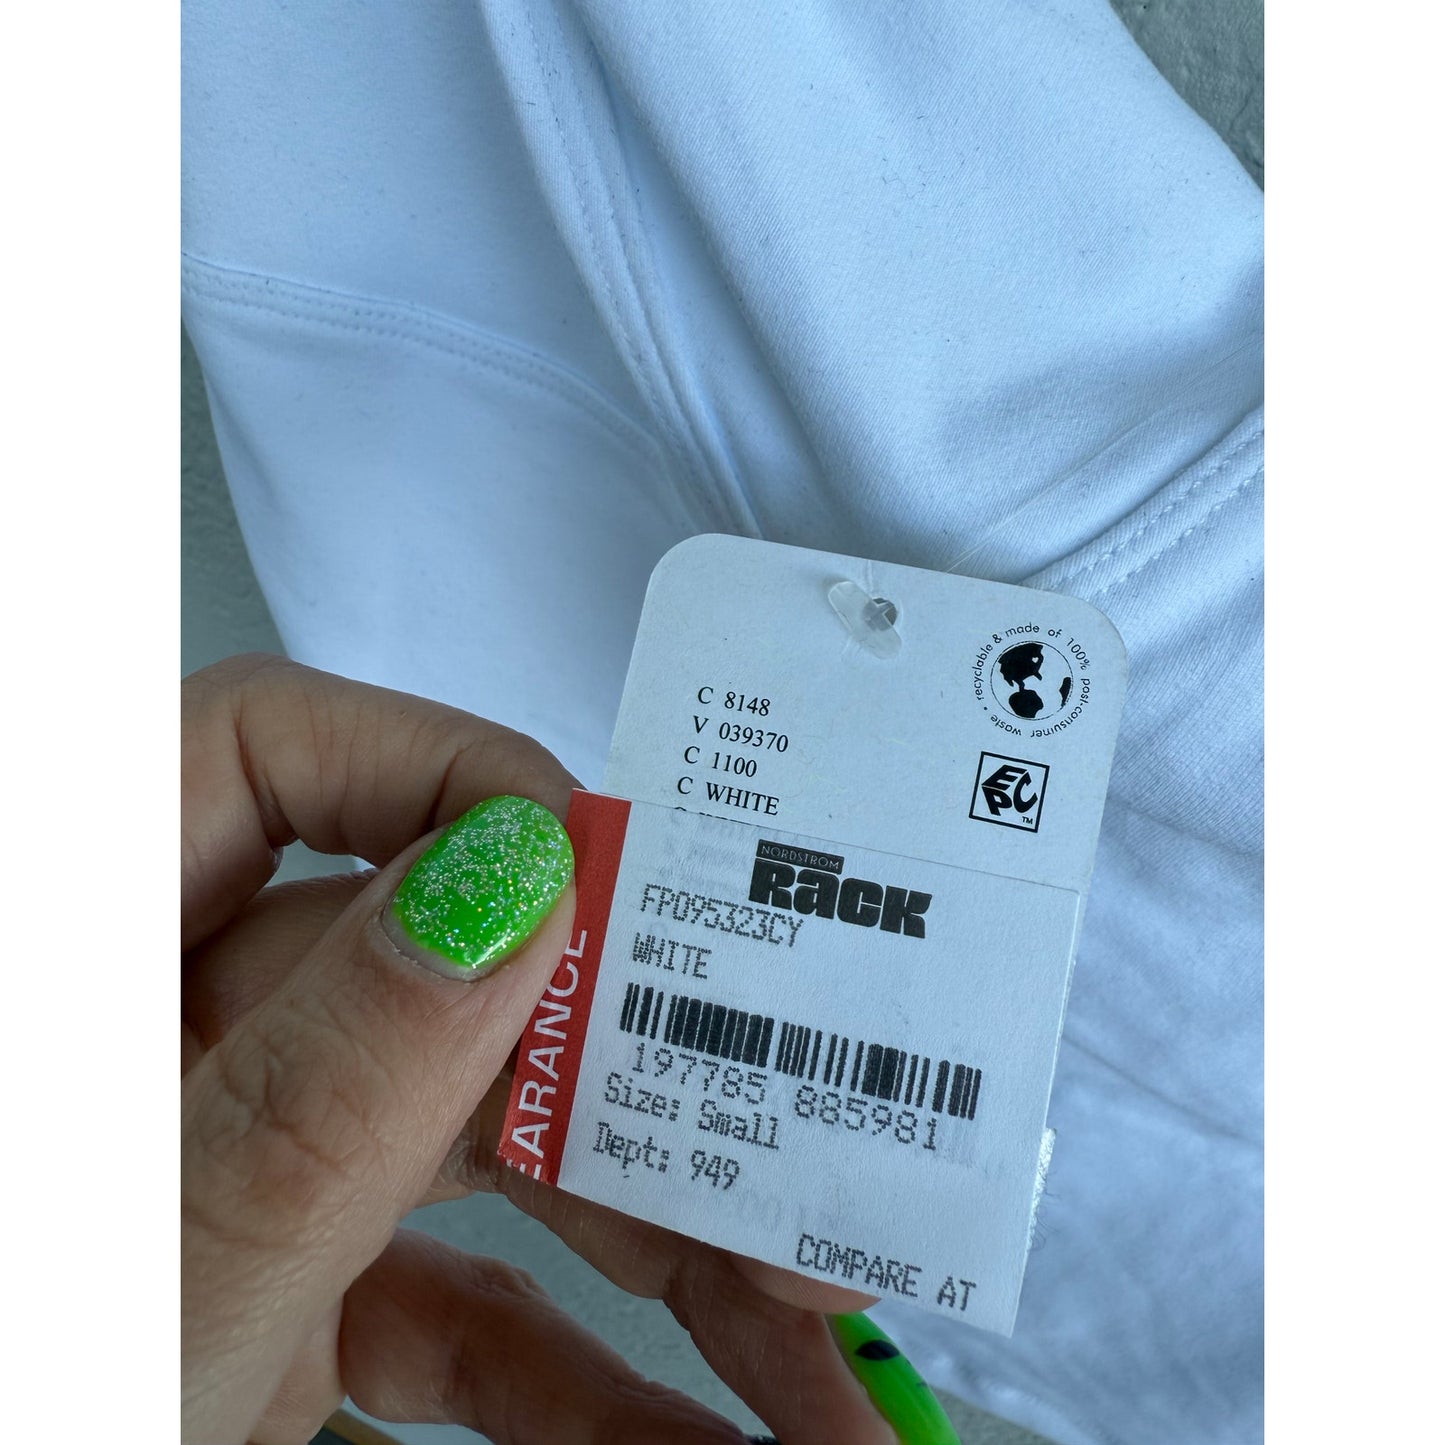 C 8148
V 039370
C 1100
C WHITE
recyclable & made of 100% post-consumer waste •
EPC
TM
NORDSTROM
Rack
FP095323CY
WHITE
197785 885981
Size: Small
Dept: 949
COMPARE AT
EARANCE